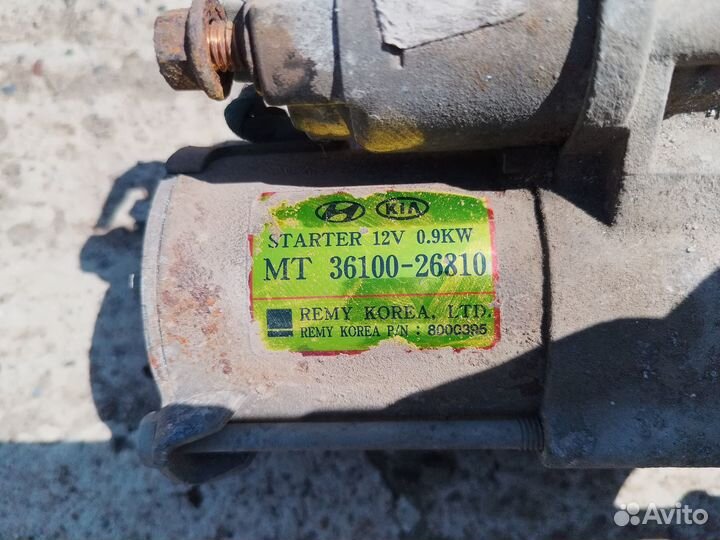 KIA
STARTER 12V 0.9KW
MT 36100-26810
REMY KOREA, LTD.
REMY KOREA P/N : 8000395
Avito